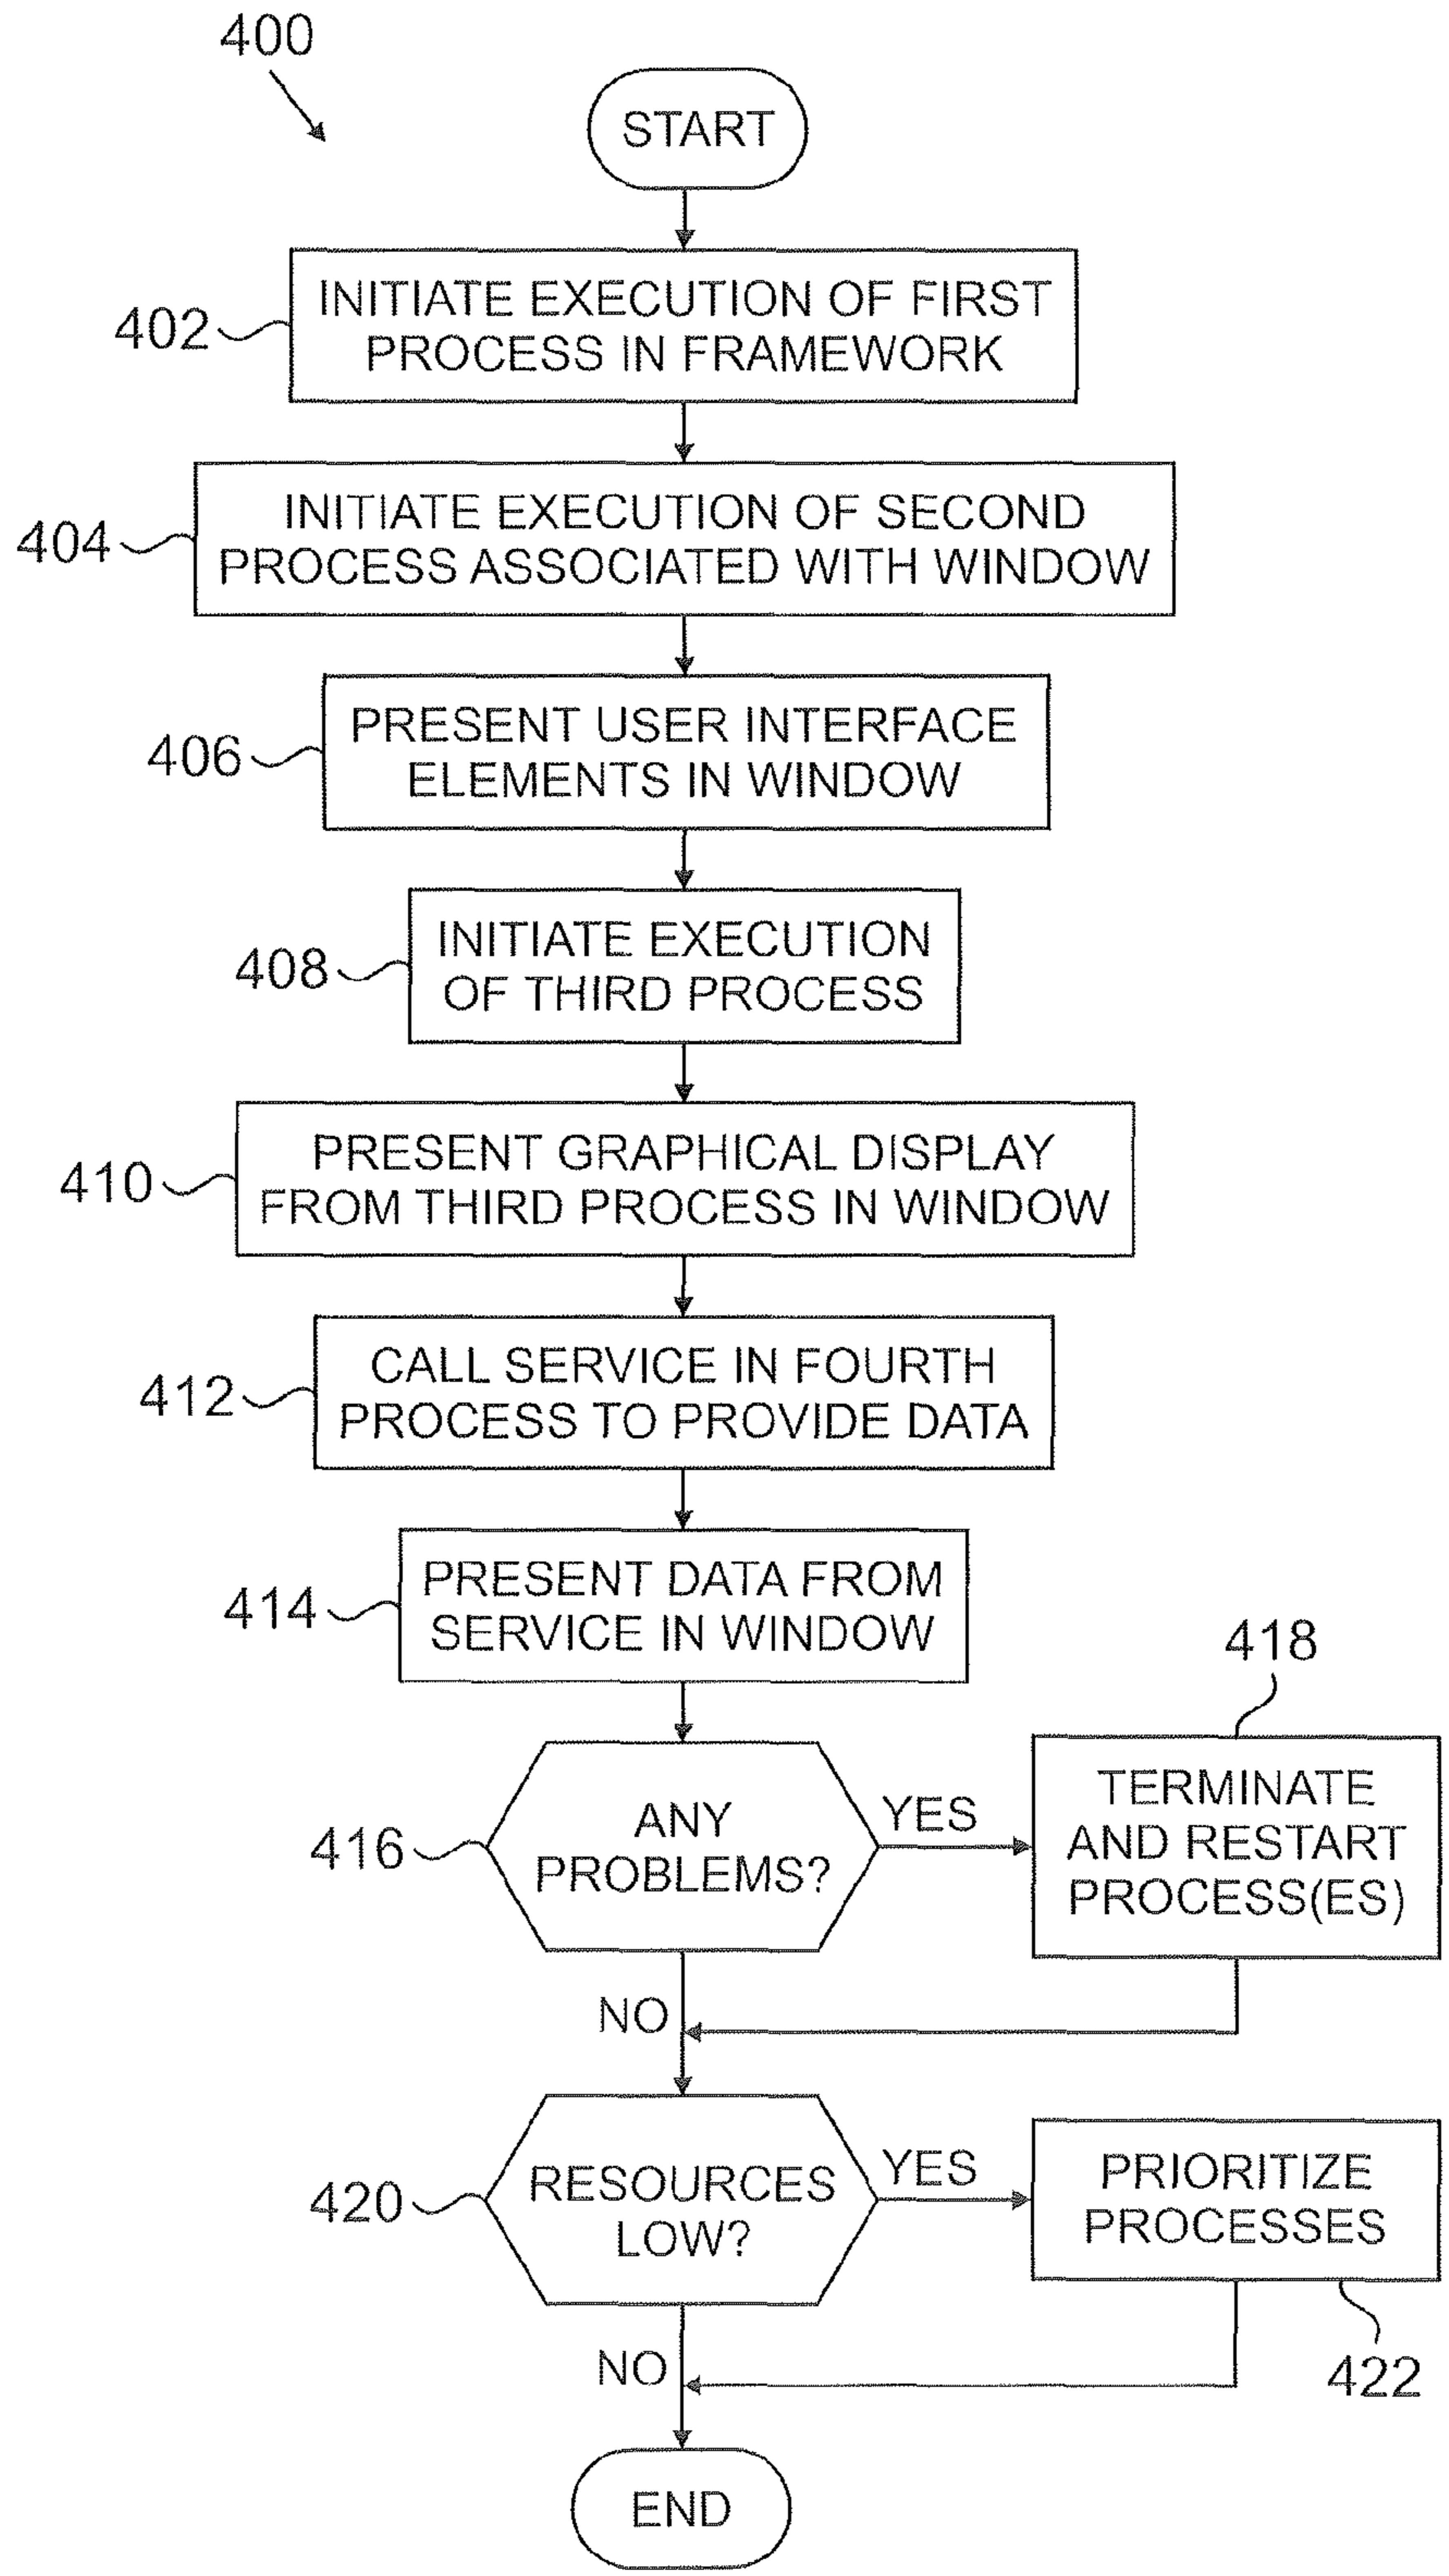 400
START
402
INITIATE EXECUTION OF FIRST
PROCESS IN FRAMEWORK
404
INITIATE EXECUTION OF SECOND
PROCESS ASSOCIATED WITH WINDOW
406
PRESENT USER INTERFACE
ELEMENTS IN WINDOW
408
INITIATE EXECUTION
OF THIRD PROCESS
410
PRESENT GRAPHICAL DISPLAY
FROM THIRD PROCESS IN WINDOW
412
CALL SERVICE IN FOURTH
PROCESS TO PROVIDE DATA
414
PRESENT DATA FROM
SERVICE IN WINDOW
416
ANY
PROBLEMS?
YES
418
TERMINATE
AND RESTART
PROCESS(ES)
NO
420
RESOURCES
LOW?
YES
PRIORITIZE
PROCESSES
422
NO
END